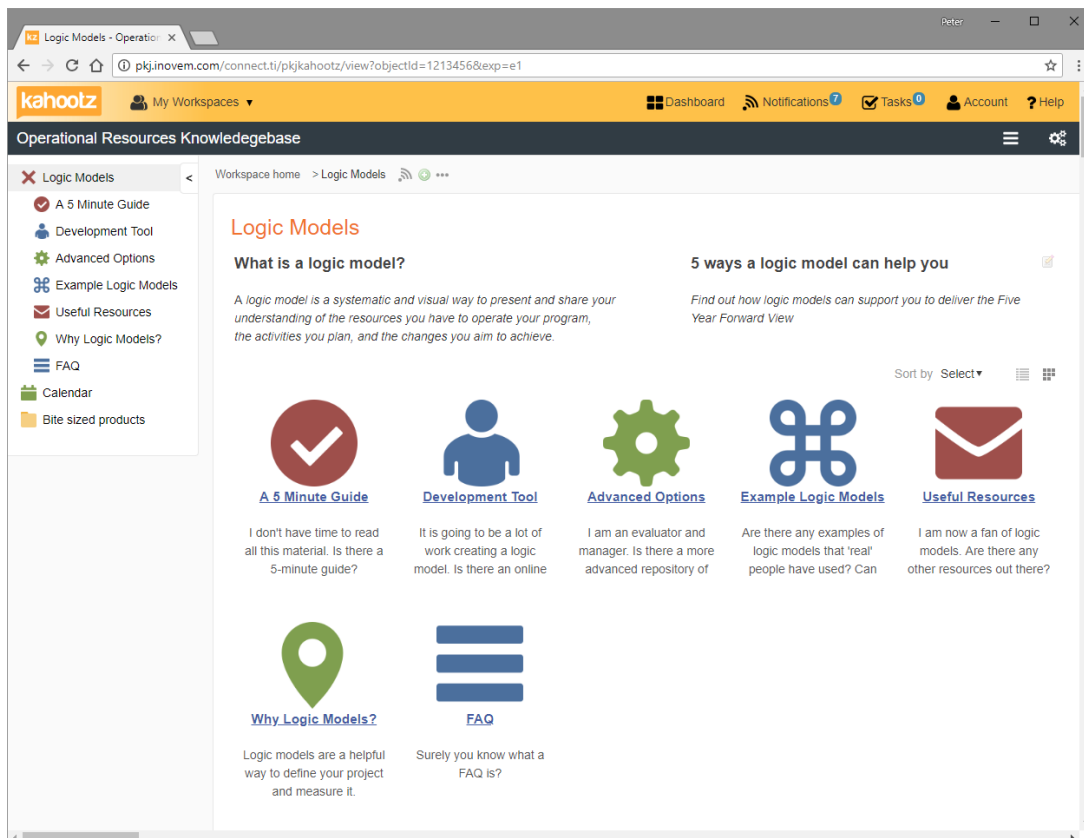 Peter
kz Logic Models - Operation
pkj.inovem.com/connect.ti/pkjkahootz/view?objectId=1213456&exp=e1
kahootz My Workspaces Dashboard Notifications 7 Tasks 0 Account ? Help
Operational Resources Knowledegebase
Logic Models
A 5 Minute Guide
Development Tool
Advanced Options
Example Logic Models
Useful Resources
Why Logic Models?
FAQ
Calendar
Bite sized products
<
Workspace home > Logic Models
Logic Models
What is a logic model?
A logic model is a systematic and visual way to present and share your
understanding of the resources you have to operate your program,
the activities you plan, and the changes you aim to achieve.
5 ways a logic model can help you
Find out how logic models can support you to deliver the Five
Year Forward View
Sort by Select
A 5 Minute Guide
I don't have time to read
all this material. Is there a
5-minute guide?
Development Tool
It is going to be a lot of
work creating a logic
model. Is there an online
Advanced Options
I am an evaluator and
manager. Is there a more
advanced repository of
Example Logic Models
Are there any examples of
logic models that 'real'
people have used? Can
Useful Resources
I am now a fan of logic
models. Are there any
other resources out there?
Why Logic Models?
Logic models are a helpful
way to define your project
and measure it.
FAQ
Surely you know what a
FAQ is?